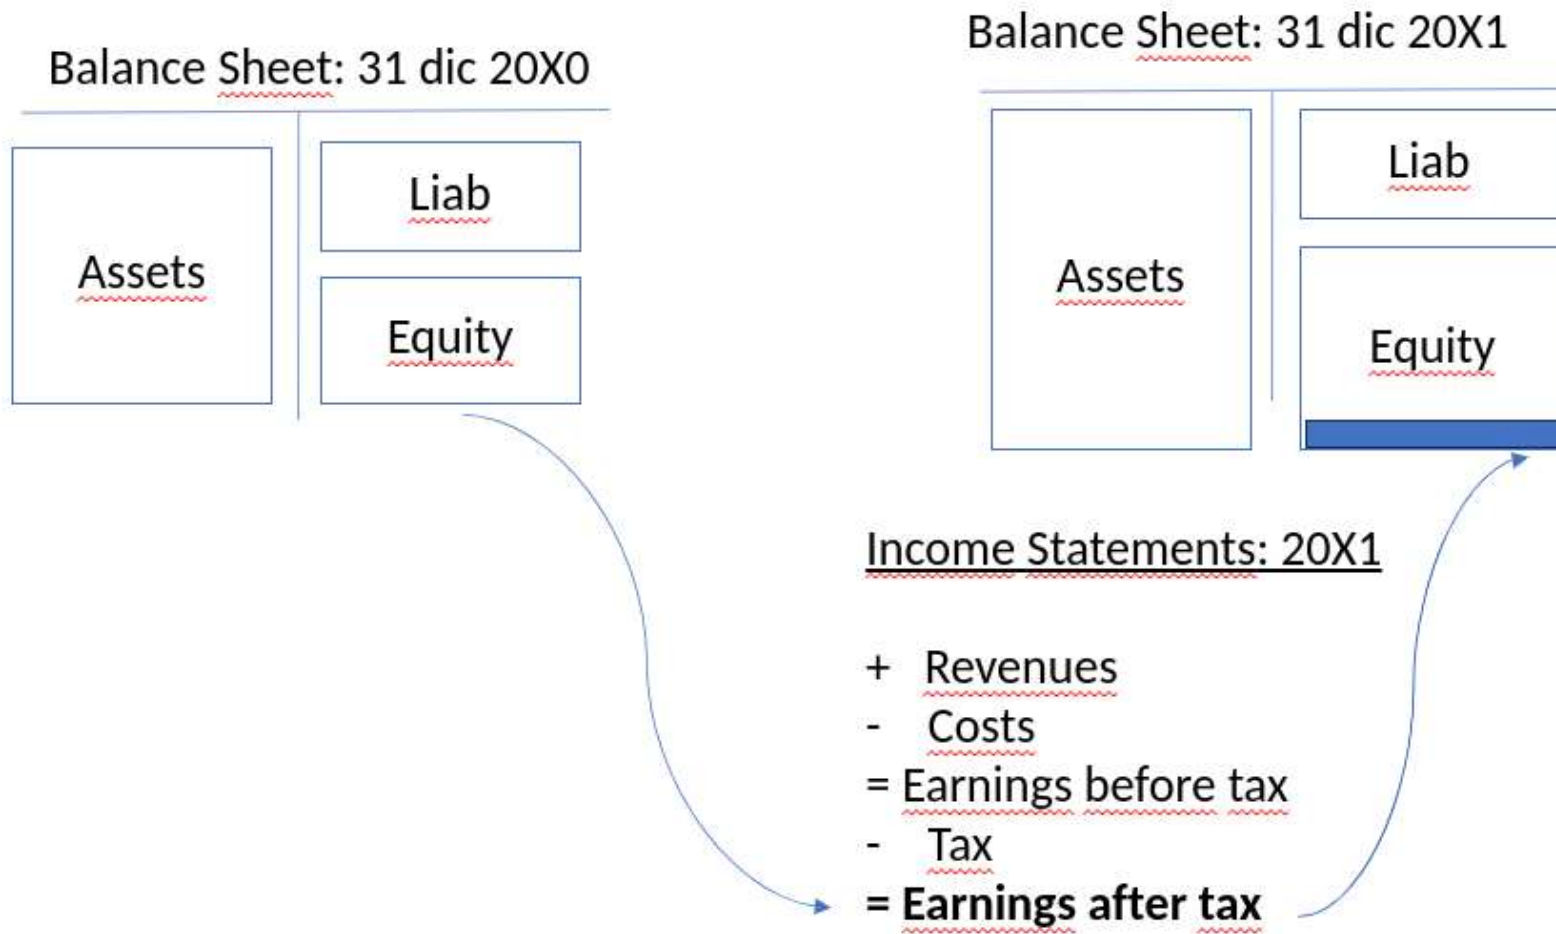 Balance Sheet: 31 dic 20X0
Assets
Liab
Equity
Balance Sheet: 31 dic 20X1
Assets
Liab
Equity
Income Statements: 20X1
+ Revenues
- Costs
= Earnings before tax
- Tax
= Earnings after tax